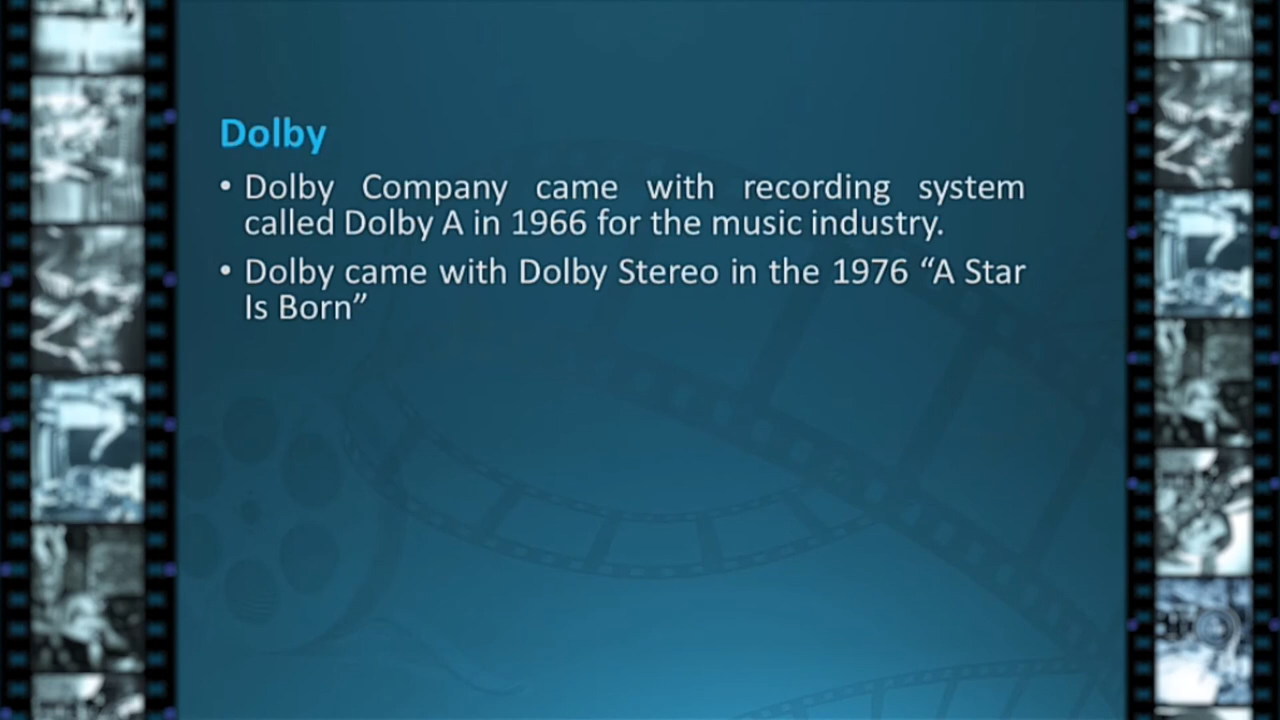 Dolby
• Dolby Company came with recording system
called Dolby A in 1966 for the music industry.
• Dolby came with Dolby Stereo in the 1976 “A Star
Is Born”